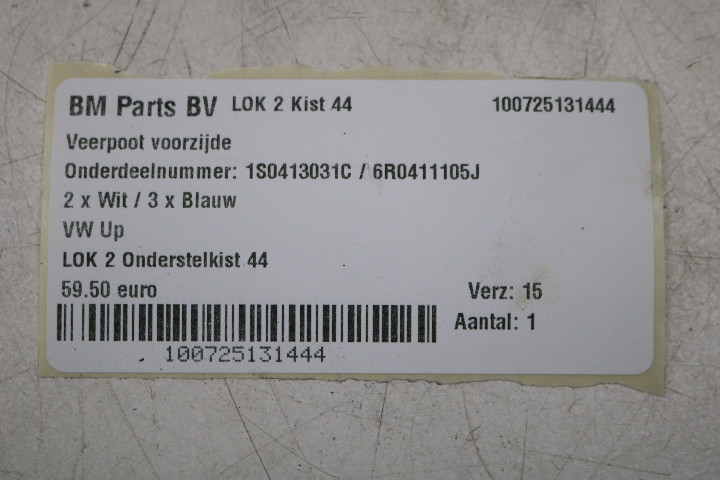 BM Parts BV LOK 2 Kist 44 100725131444
Veerpoot voorzijde
Onderdeelnummer: 1S0413031C / 6R0411105J
2 x Wit / 3 x Blauw
VW Up
LOK 2 Onderstelkist 44
59.50 euro Verz: 15
Aantal: 1
100725131444